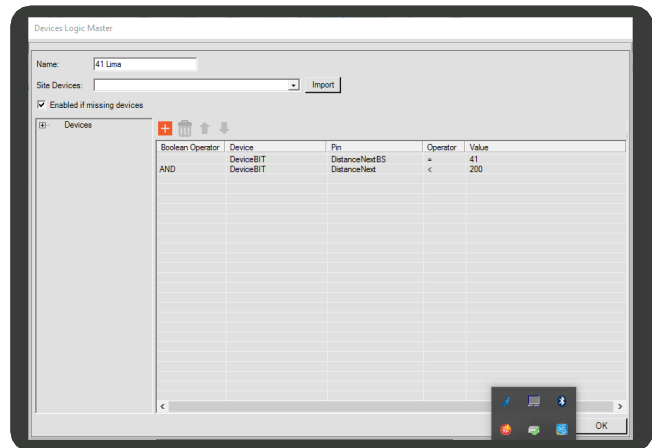 Devices Logic Master
Name: 41 Lima
Site Devices: Import
Enabled if missing devices
Devices
Boolean Operator Device Pin Operator Value
DeviceBIT DistanceNextBS = 41
AND DeviceBIT DistanceNext < 200
OK